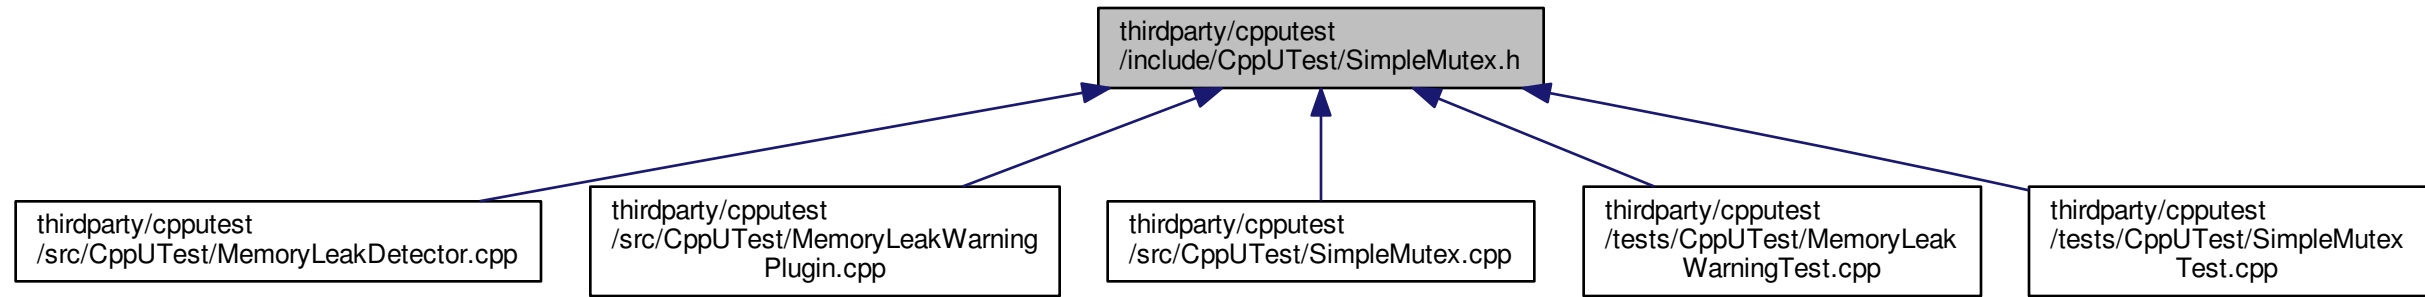 thirdparty/cpputest
/include/CppUTest/SimpleMutex.h
thirdparty/cpputest
/src/CppUTest/MemoryLeakDetector.cpp
thirdparty/cpputest
/src/CppUTest/MemoryLeakWarning
Plugin.cpp
thirdparty/cpputest
/src/CppUTest/SimpleMutex.cpp
thirdparty/cpputest
/tests/CppUTest/MemoryLeak
WarningTest.cpp
thirdparty/cpputest
/tests/CppUTest/SimpleMutex
Test.cpp